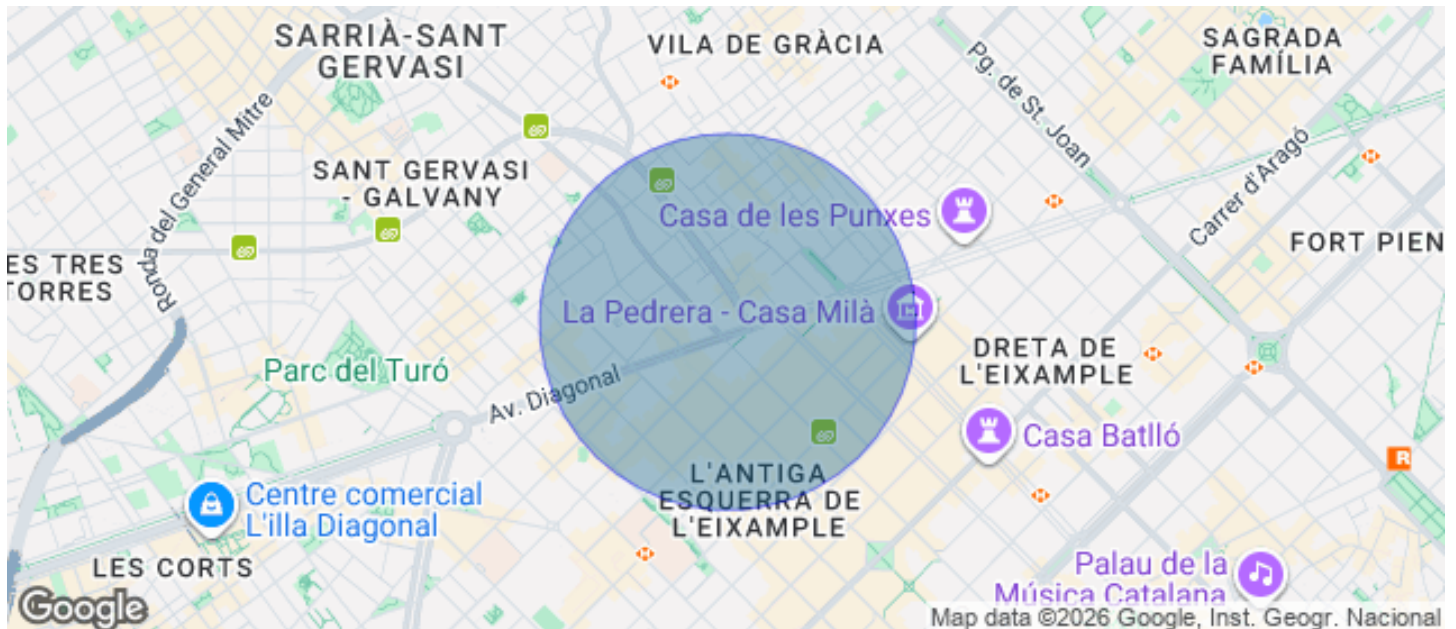 SARRIÀ-SANT
GERVASI
VILA DE GRÀCIA
SAGRADA
FAMÍLIA
Pg. de St. Joan
Ronda del General Mitre
Carrer d'Aragó
SANT GERVASI
- GALVANY
Casa de les Punxes
FORT PIEN
ES TRES
TORRES
La Pedrera - Casa Milà
DRETA DE
L'EIXAMPLE
Parc del Turó
Av. Diagonal
Casa Batlló
L'ANTIGA
ESQUERRA DE
L'EIXAMPLE
R
Centre comercial
L'illa Diagonal
LES CORTS
Palau de la
Música Catalana
Google
Map data ©2026 Google, Inst. Geogr. Nacional